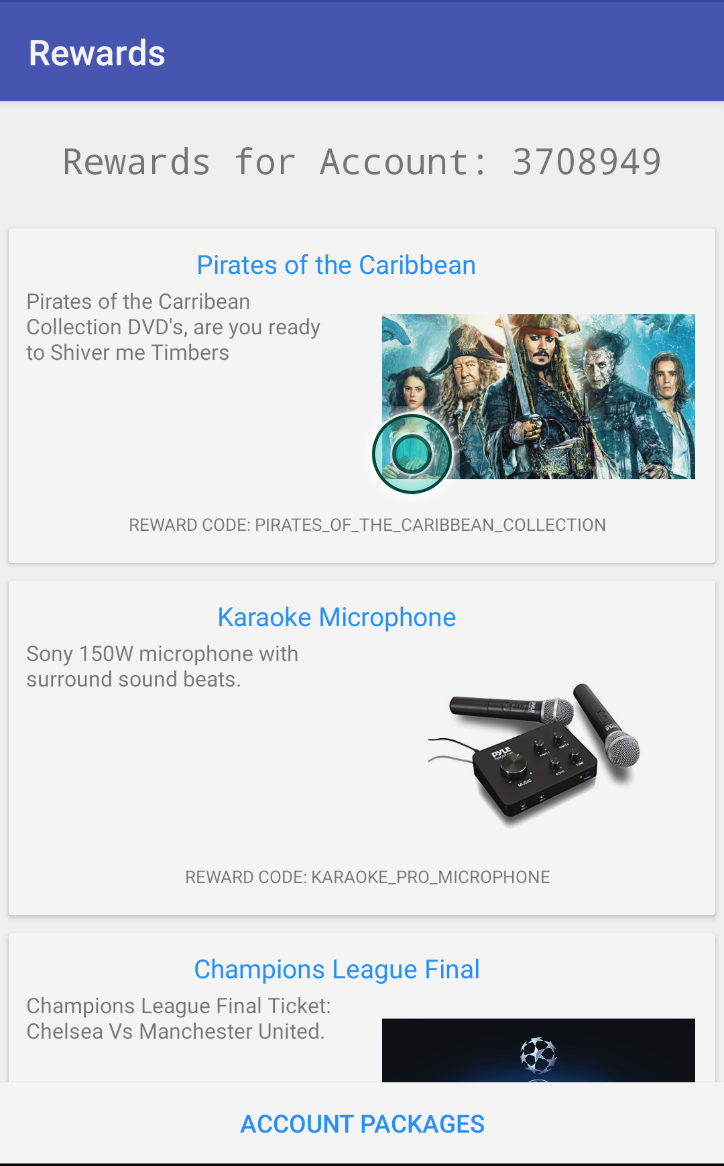 Rewards
Rewards for Account: 3708949
Pirates of the Caribbean
Pirates of the Carribean
Collection DVD's, are you ready
to Shiver me Timbers
REWARD CODE: PIRATES_OF_THE_CARIBBEAN_COLLECTION
Karaoke Microphone
Sony 150W microphone with
surround sound beats.
PYLE
MUSIC
REWARD CODE: KARAOKE_PRO_MICROPHONE
Champions League Final
Champions League Final Ticket:
Chelsea Vs Manchester United.
ACCOUNT PACKAGES